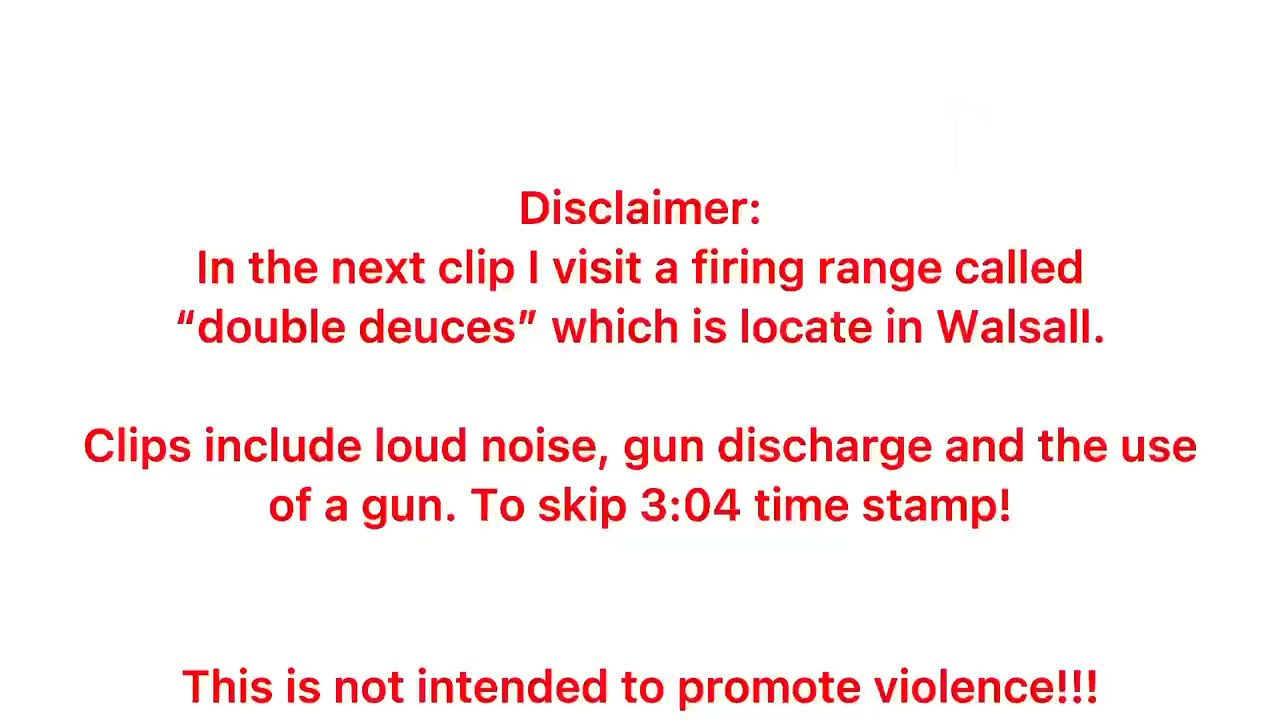 Disclaimer:
In the next clip I visit a firing range called
“double deuces” which is locate in Walsall.
Clips include loud noise, gun discharge and the use
of a gun. To skip 3:04 time stamp!
This is not intended to promote violence!!!